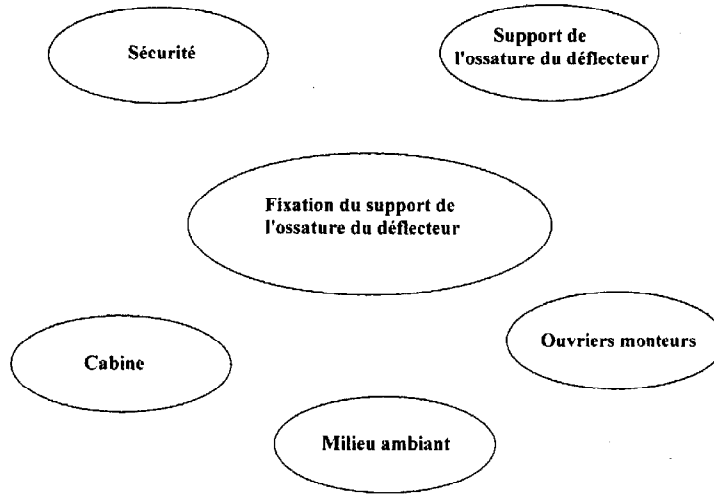 Sécurité
Support de
l'ossature du déflecteur
Fixation du support de
l'ossature du déflecteur
Ouvriers monteurs
Cabine
Milieu ambiant